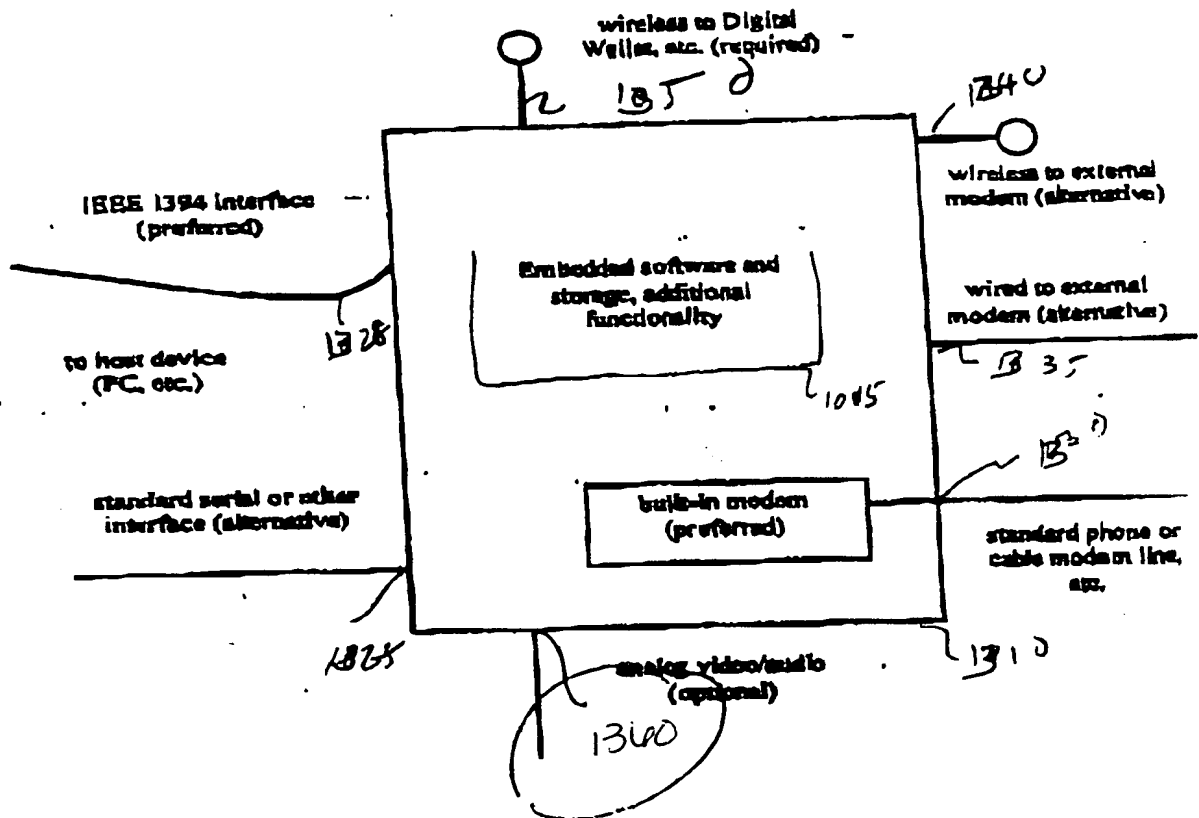 wireless to Digital
Wallet, etc. (required)
1340
IEEE 1394 interface
(preferred)
wireless to external
modem (alternative)
Embedded software and
storage, additional
functionality
wired to external
modem (alternative)
1328
to host device
(PC, etc.)
1335
standard serial or other
interface (alternative)
built-in modem
(preferred)
standard phone or
cable modem line,
etc.
1325
1310
analog video/audio
(optional)
1360